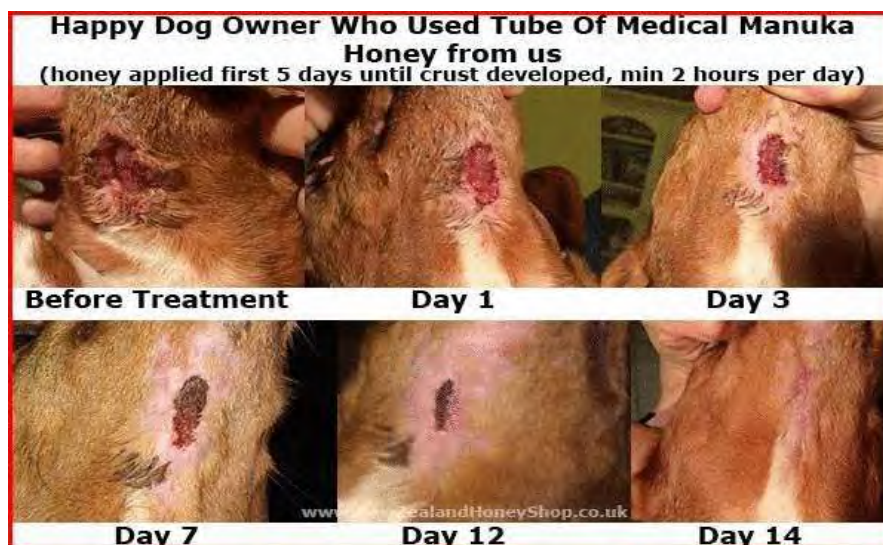 Happy Dog Owner Who Used Tube Of Medical Manuka
Honey from us
(honey applied first 5 days until crust developed, min 2 hours per day)
Before Treatment
Day 1
Day 3
www.NewZealandHoneyShop.co.uk
Day 7
Day 12
Day 14